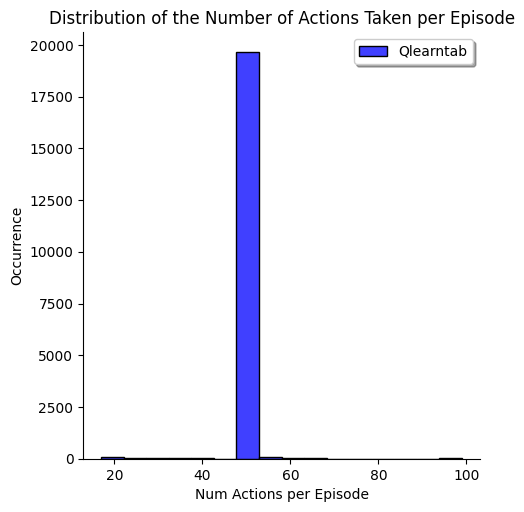 Distribution of the Number of Actions Taken per Episode
Qlearntab
20000
17500
15000
12500
10000
7500
5000
2500
0
Occurrence
20 40 60 80 100
Num Actions per Episode